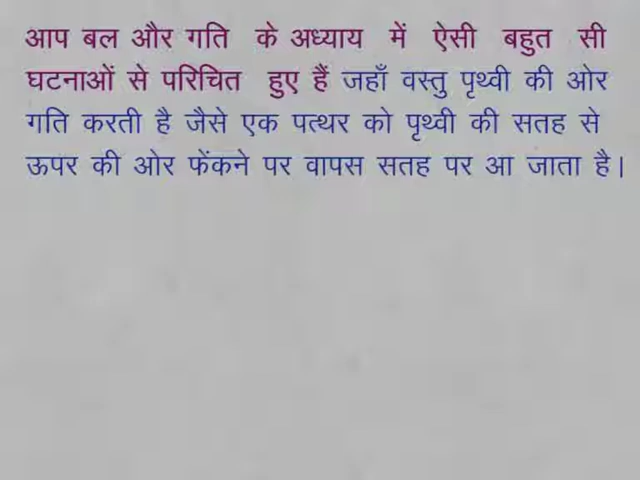 आप बल और गति के अध्याय में ऐसी बहुत सी
घटनाओं से परिचित हुए हैं जहाँ वस्तु पृथ्वी की ओर
गति करती है जैसे एक पत्थर को पृथ्वी की सतह से
ऊपर की ओर फेंकने पर वापस सतह पर आ जाता है।